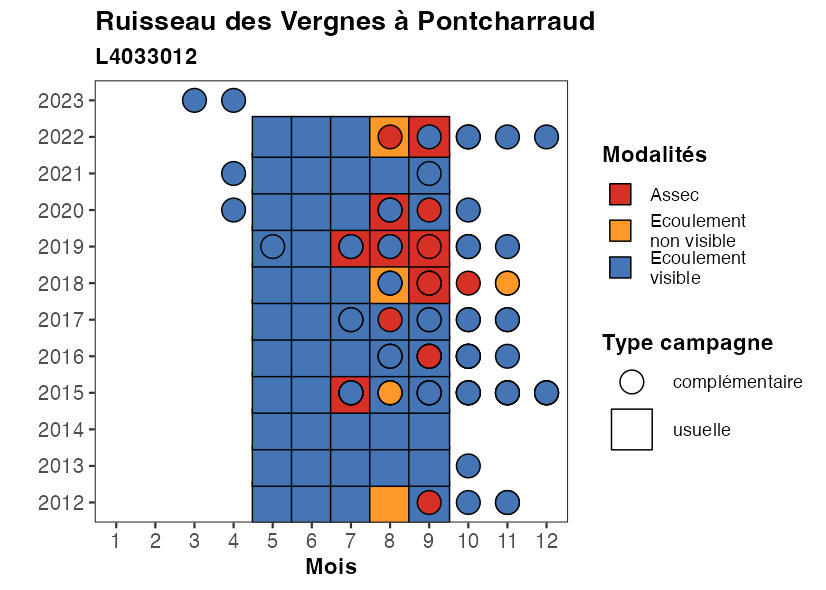 Ruisseau des Vergnes à Pontcharraud
L4033012
2023
2022
2021
2020
2019
2018
2017
2016
2015
2014
2013
2012
1 2 3 4 5 6 7 8 9 10 11 12
Mois
Modalités
Assec
Ecoulement
non visible
Ecoulement
visible
Type campagne
complémentaire
usuelle